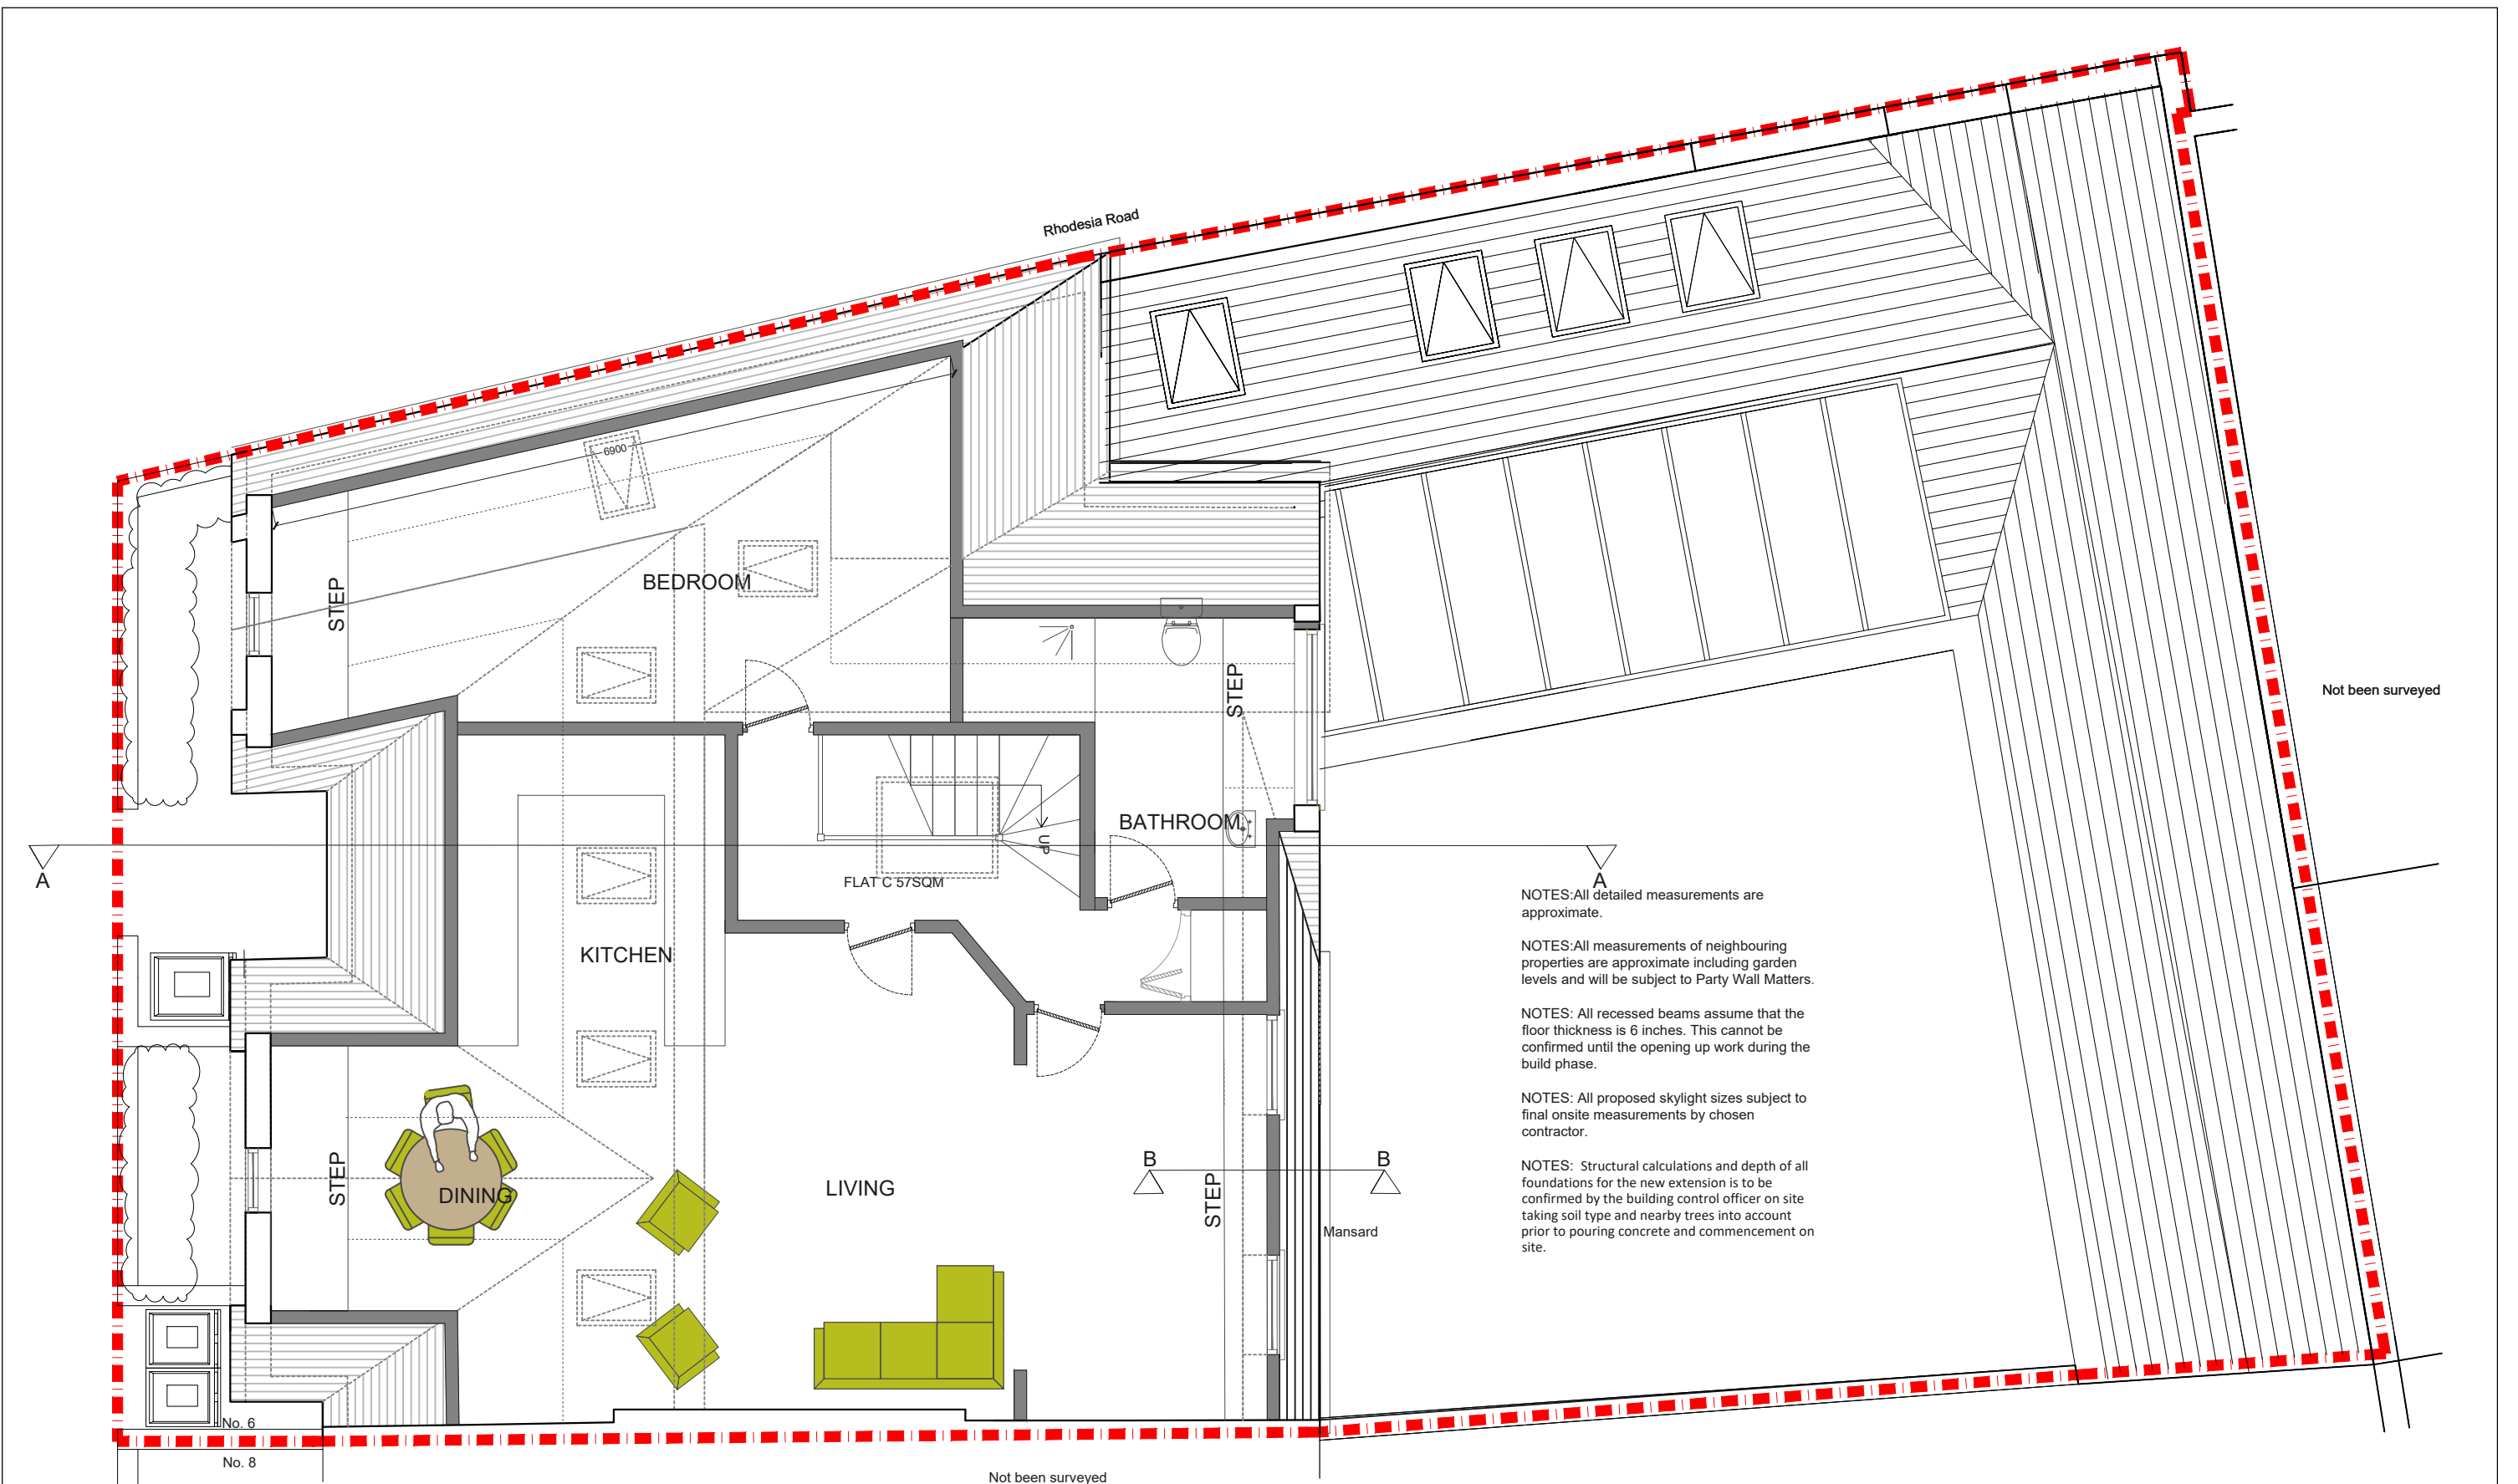 Rhodesia Road
6900
BEDROOM
STEP
STEP
Not been surveyed
BATHROOM
UP
A
FLAT C 57SQM
A
KITCHEN
NOTES:All detailed measurements are
approximate.
NOTES:All measurements of neighbouring
properties are approximate including garden
levels and will be subject to Party Wall Matters.
NOTES: All recessed beams assume that the
floor thickness is 6 inches. This cannot be
confirmed until the opening up work during the
build phase.
NOTES: All proposed skylight sizes subject to
final onsite measurements by chosen
contractor.
NOTES: Structural calculations and depth of all
foundations for the new extension is to be
confirmed by the building control officer on site
taking soil type and nearby trees into account
prior to pouring concrete and commencement on
site.
B
B
STEP
DINING
LIVING
STEP
Mansard
No. 6
No. 8
Not been surveyed